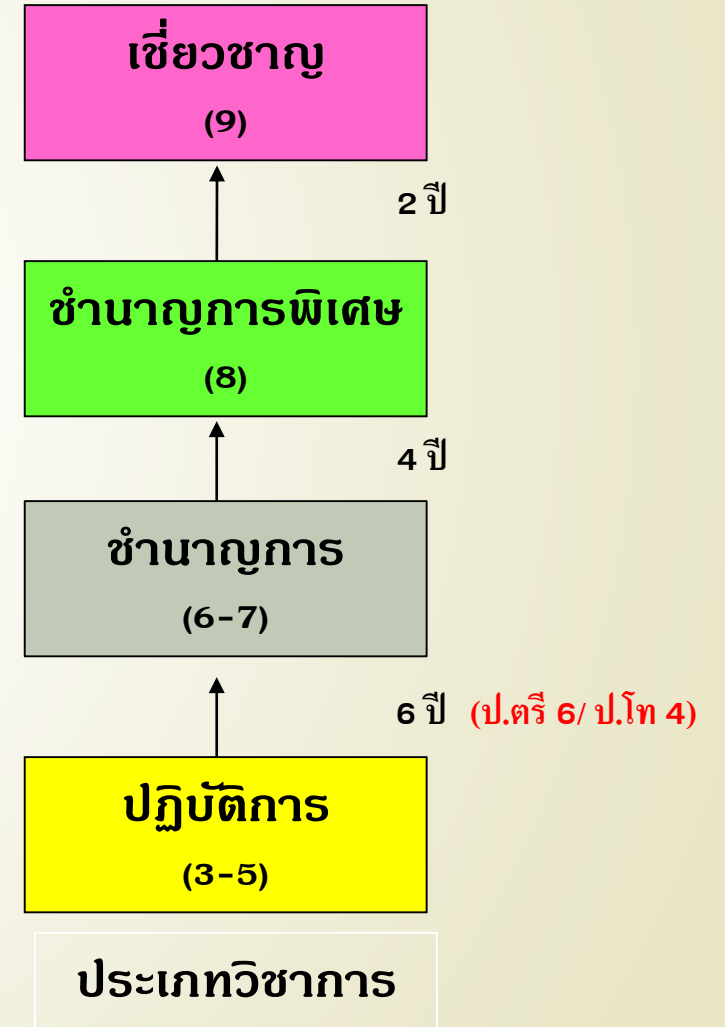 เชี่ยวชาญ
(9)
2 ปี
ชำนาญการพิเศษ
(8)
4 ปี
ชำนาญการ
(6-7)
6 ปี (ป.ตรี 6/ ป.โท 4)
ปฏิบัติการ
(3-5)
ประเภทวิชาการ